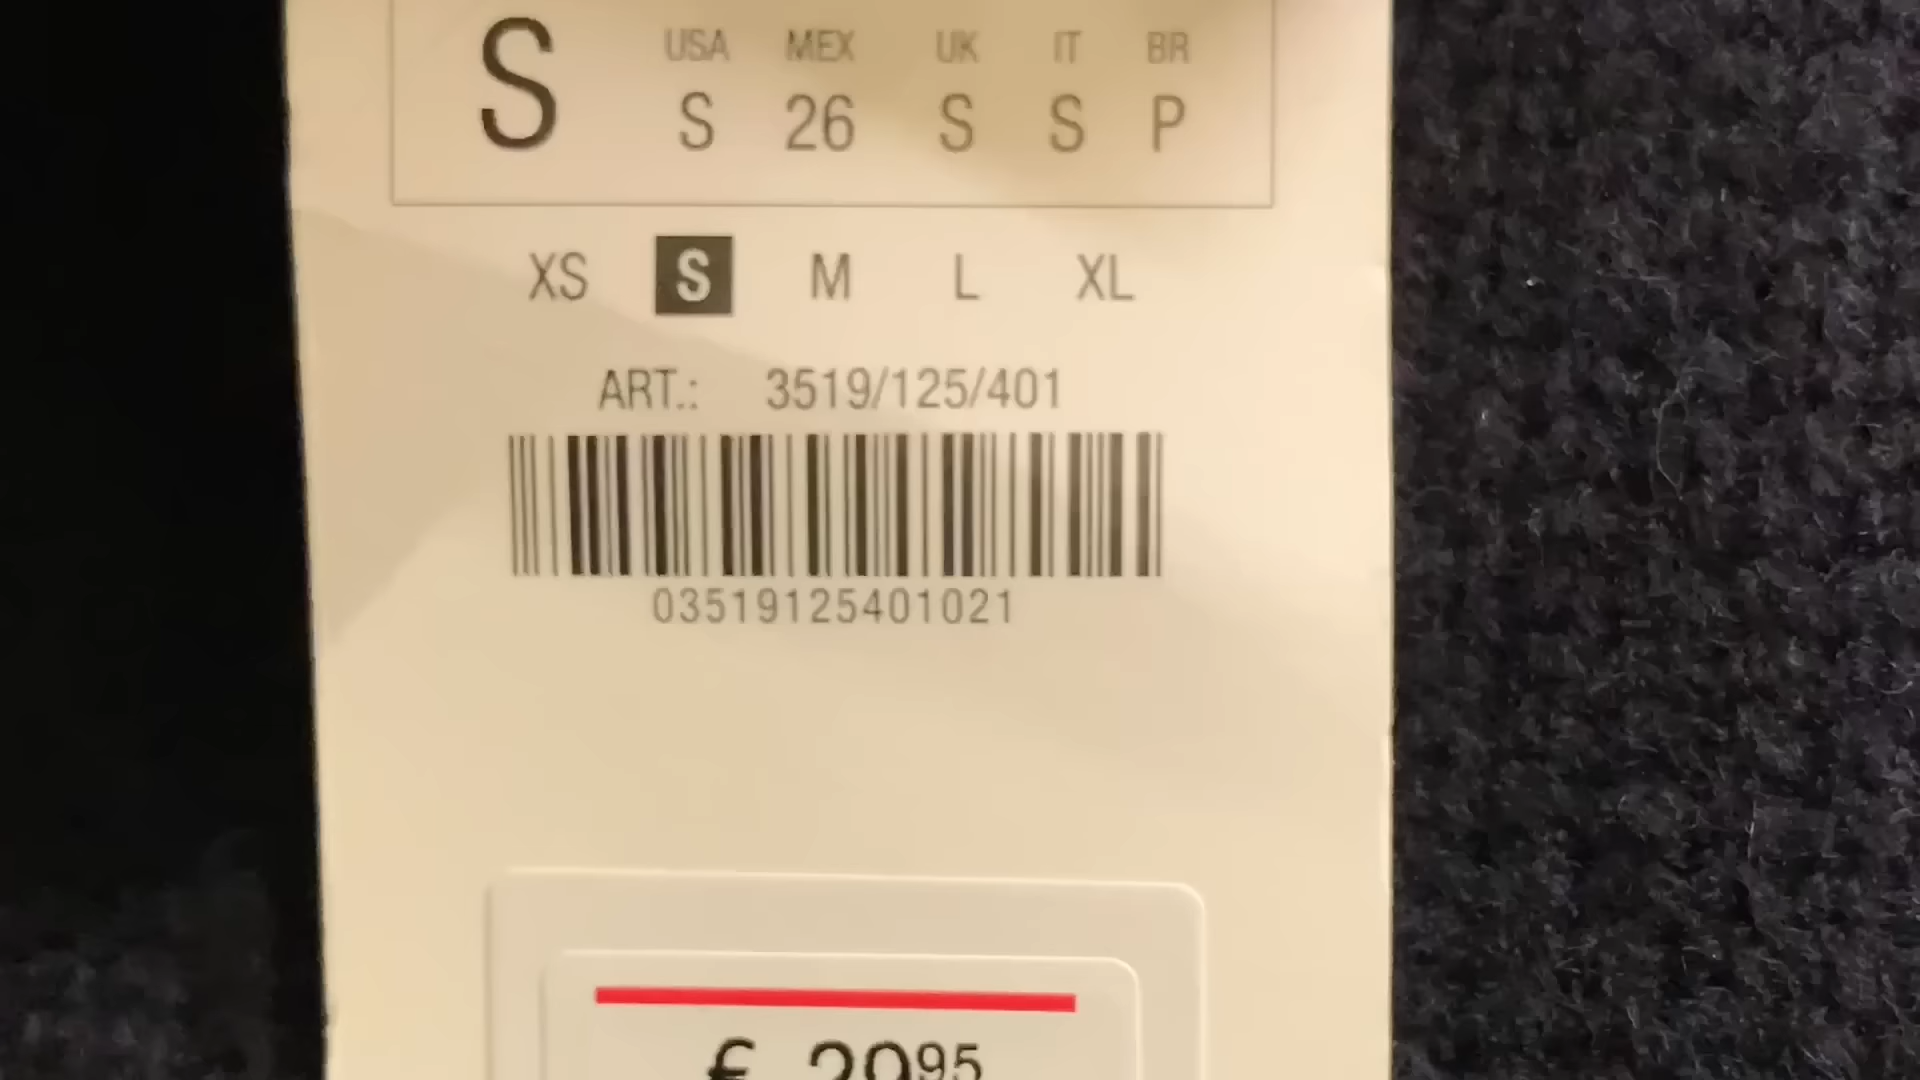 S
USA MEX UK IT BR
S 26 S S P
XS S M L XL
ART.: 3519/125/401
03519125401021
€